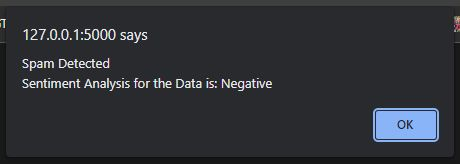 127.0.0.1:5000 says
Spam Detected
Sentiment Analysis for the Data is: Negative
OK